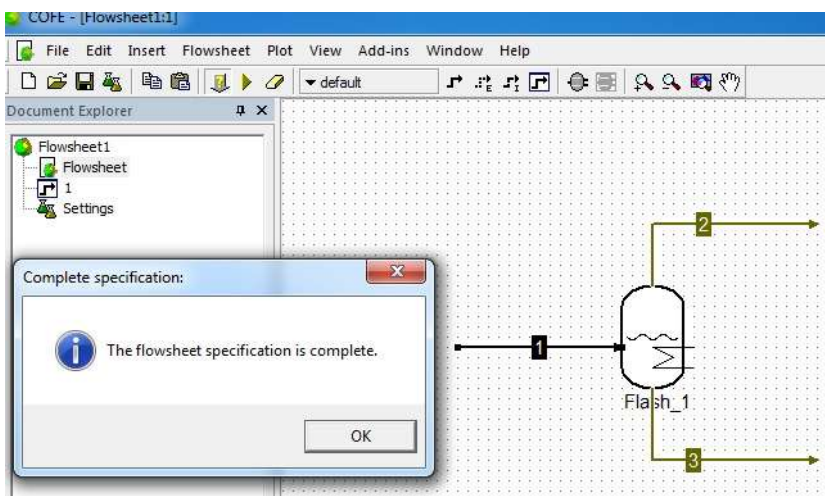 COFE - [Flowsheet1:1]
File Edit Insert Flowsheet Plot View Add-ins Window Help
default
Document Explorer
Flowsheet1
Flowsheet
1
Settings
2
Complete specification:
The flowsheet specification is complete.
OK
1
Flash_1
3